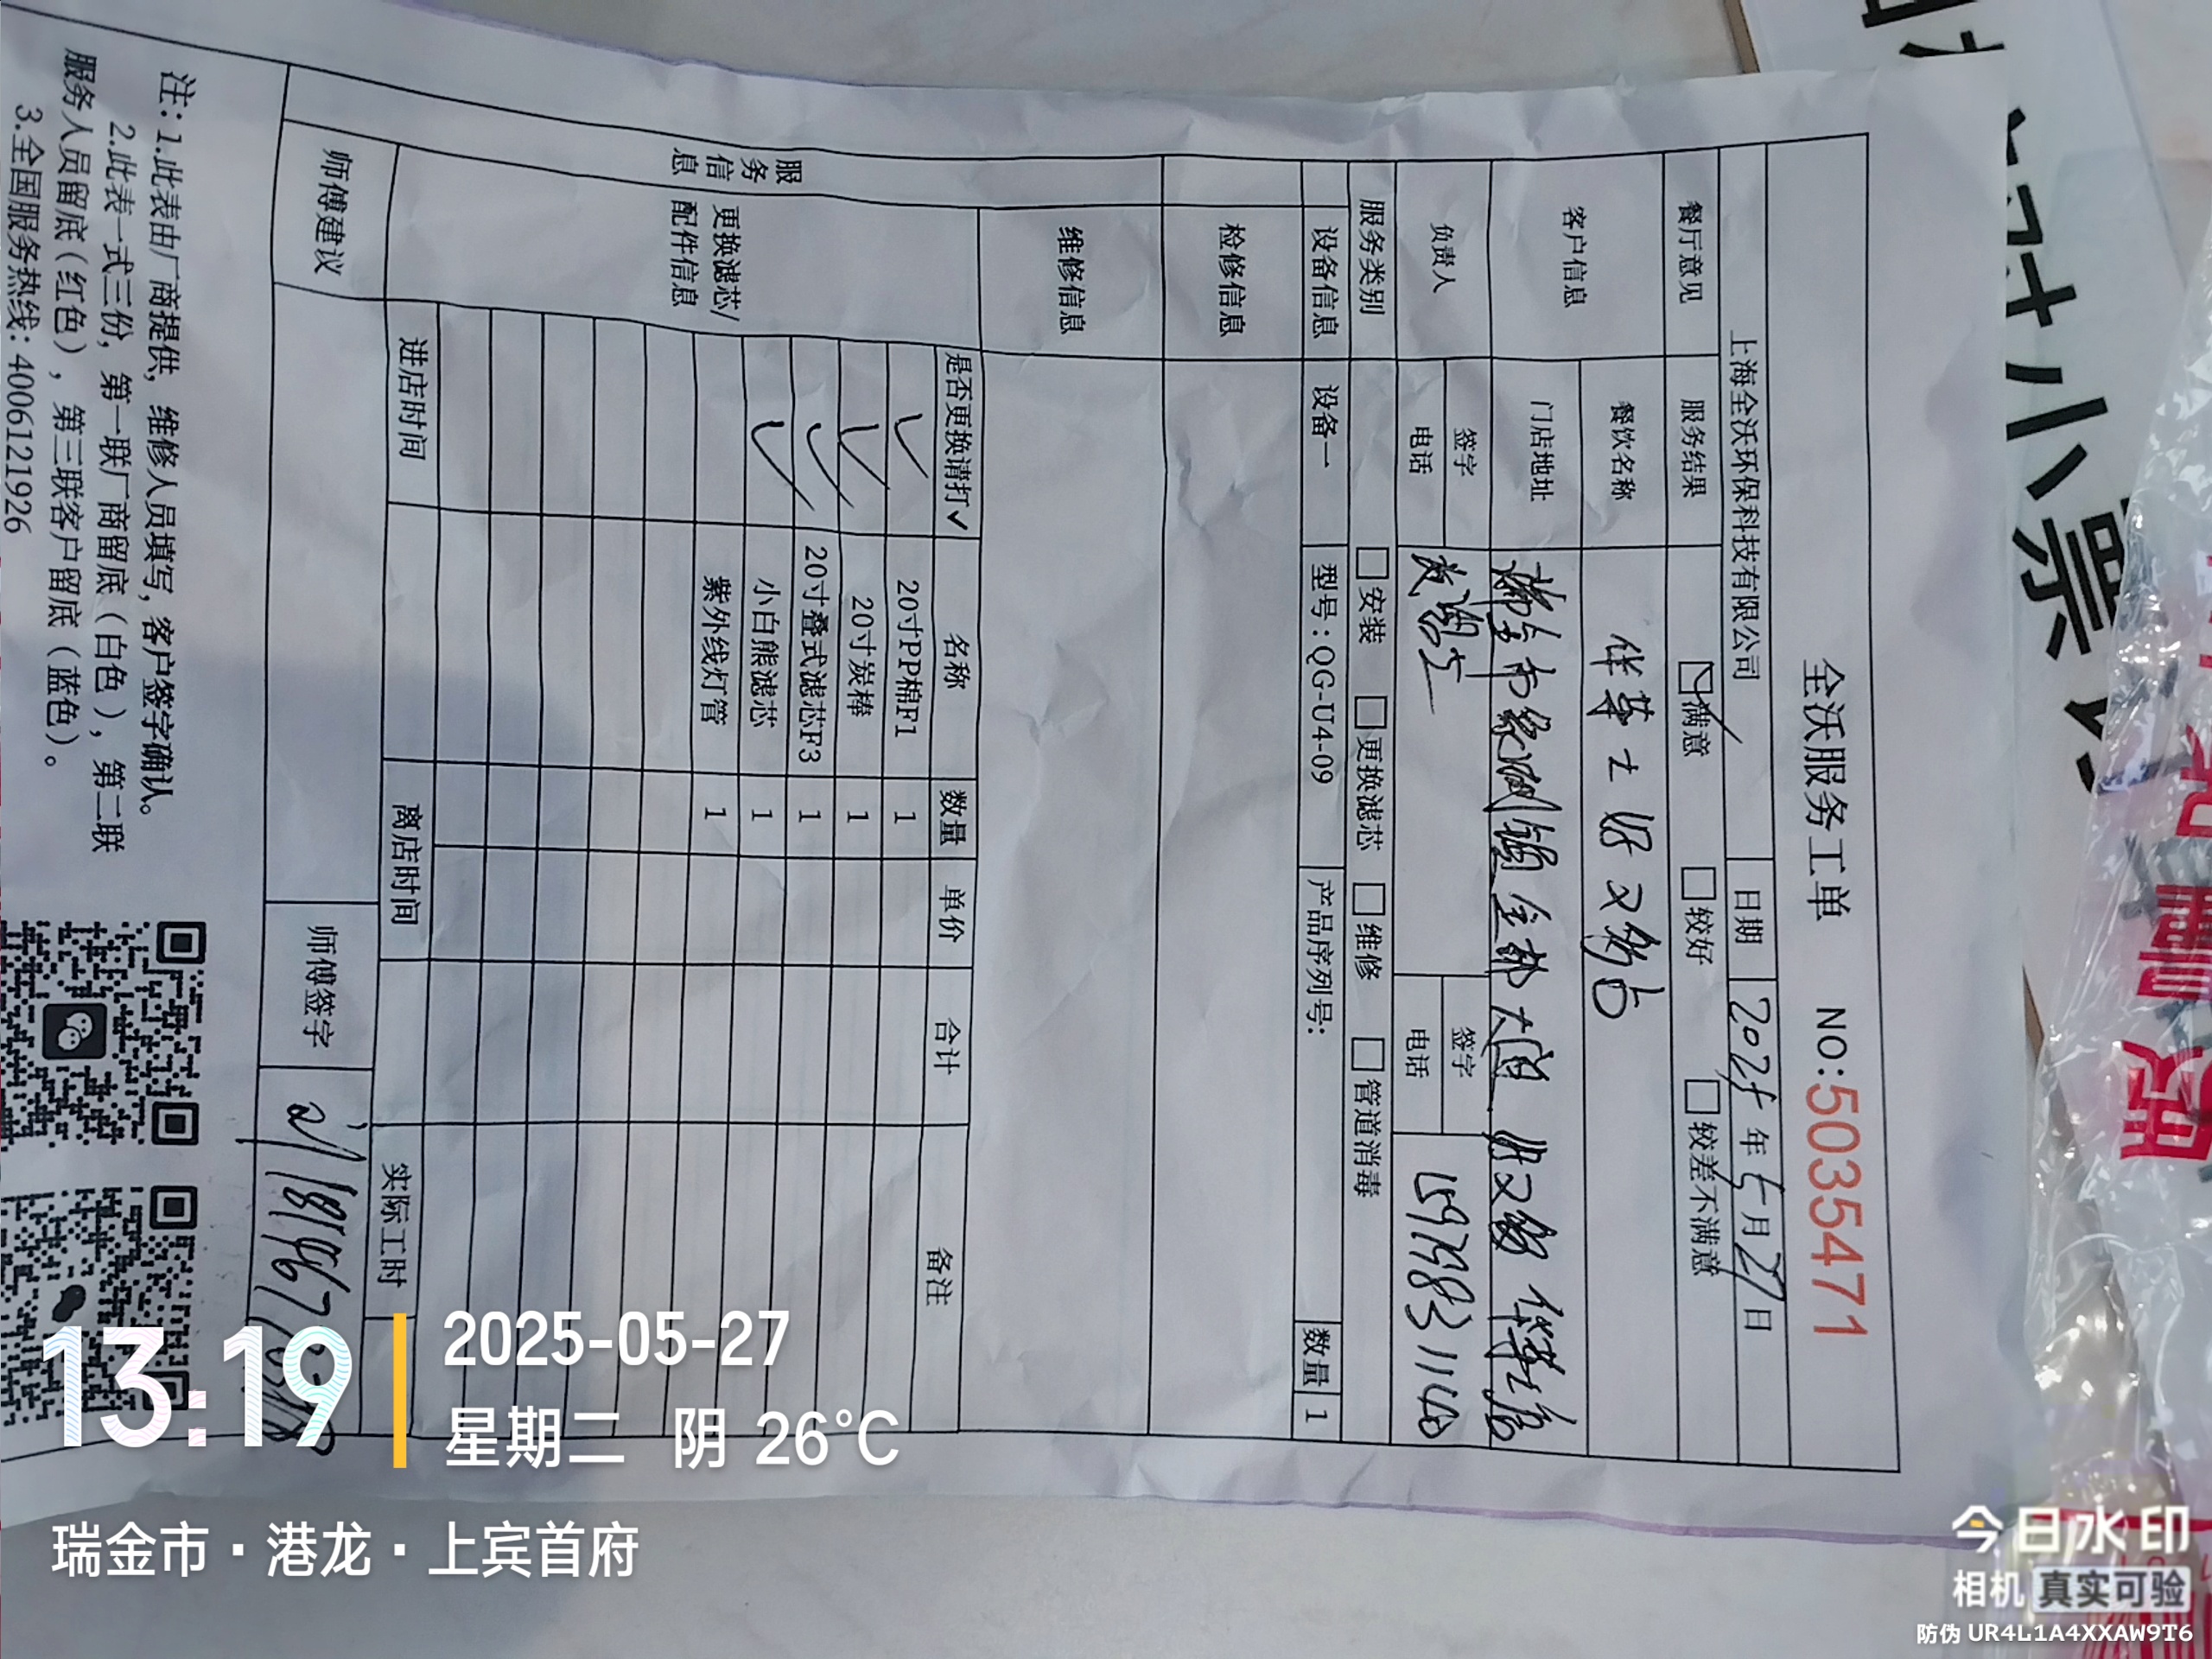 全沃服务工单 NO:5035471
上海全沃环保科技有限公司 日期 2025年5月27日
餐厅意见 服务结果 ☑满意 □较好 □较差不满意
客户信息 餐饮名称
门店地址
负责人 签字 签字
电话 电话 15979831140
服务类别 □安装 □更换滤芯 □维修 □管道消毒
设备信息 设备一 型号:QG-U4-09 产品序列号: 数量 1
服务信息
检修信息
维修信息
更换滤芯/配件信息
是否更换请打✓ 名称 数量 单价 合计 备注
✓ 20寸PP棉F1 1
✓ 20寸炭棒 1
✓ 20寸叠式滤芯F3 1
✓ 小白熊滤芯 1
紫外线灯管 1
进店时间 离店时间 实际工时
师傅建议 师傅签字
注:1.此表由厂商提供,维修人员填写,客户签字确认。
2.此表一式三份,第一联厂商留底(白色),第二联
服务人员留底(红色),第三联客户留底(蓝色)。
3.全国服务热线:4006121926
小票
13:19
2025-05-27
星期二 阴 26°C
瑞金市·港龙·上宾首府
今日水印
相机 真实可验
防伪 UR4L1A4XXAW9T6